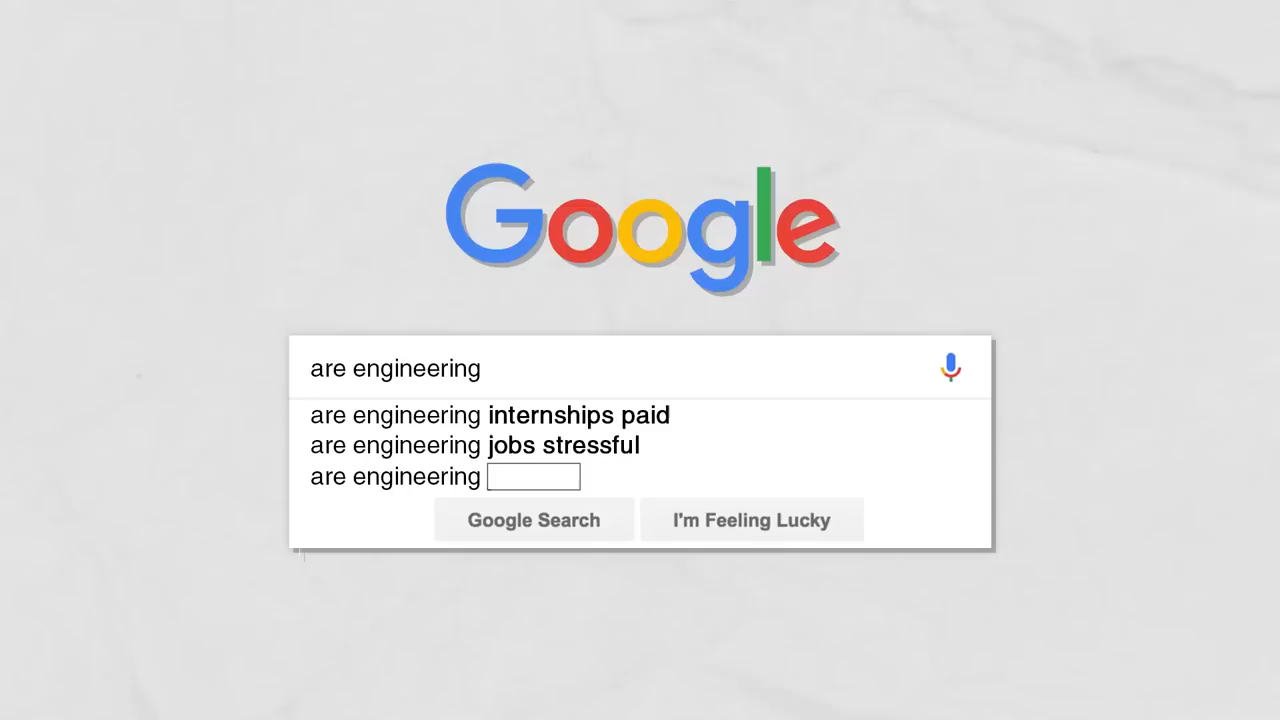 Google
are engineering
are engineering internships paid
are engineering jobs stressful
are engineering
Google Search
I'm Feeling Lucky